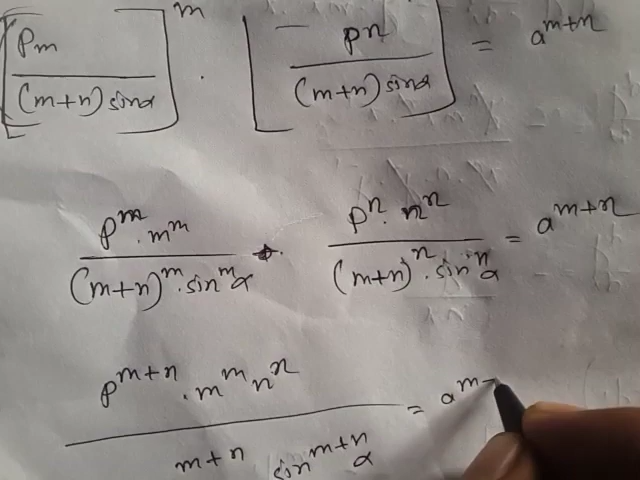 [Pm / (m+n) sinα]^m · [pn / (m+n) sinα] = a^m+n
P^m · m^m / (m+n)^m · sin^m α · P^n · n^n / (m+n)^n · sin^n α = a^m+n
P^m+n · m^m n^n / m+n sin^m+n α = a^m-